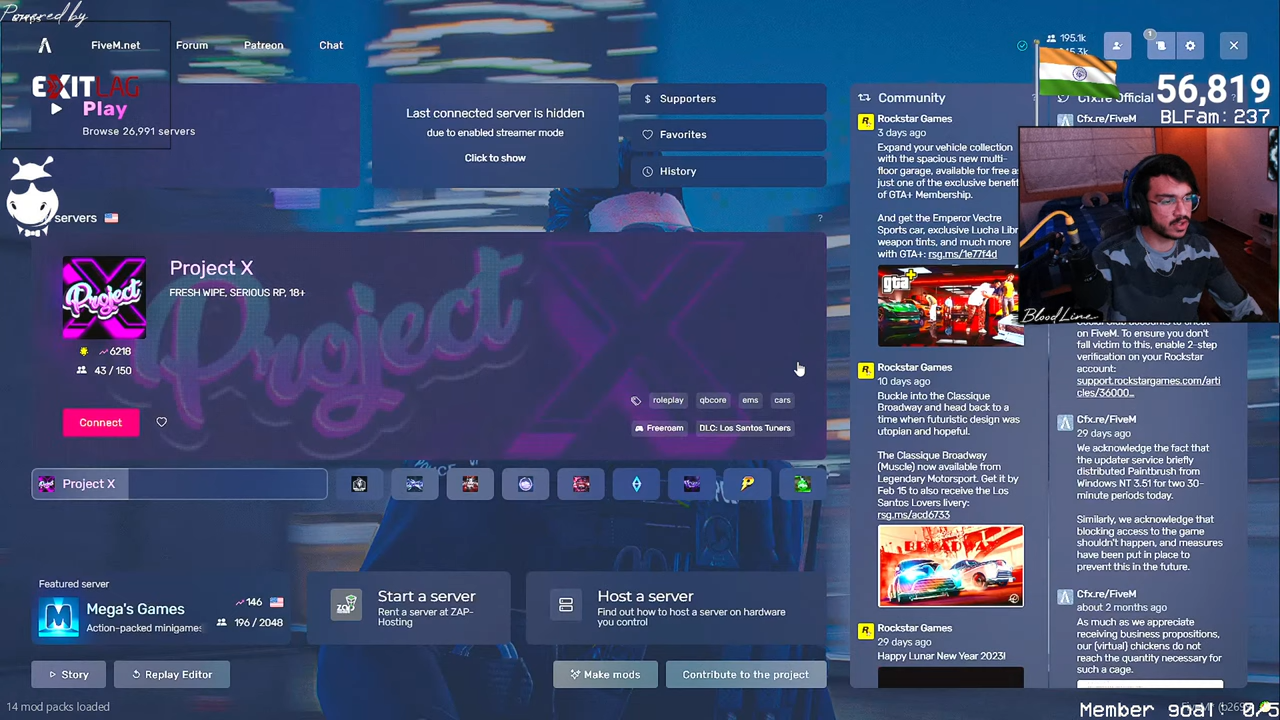 Powered by
FiveM.net
Forum
Patreon
Chat
EXITLAG
Play
Browse 26,991 servers
Last connected server is hidden
due to enabled streamer mode
Click to show
$ Supporters
Favorites
History
195.1k
1
56,819
BLFam: 237
servers
?
Project X
FRESH WIPE, SERIOUS RP, 18+
Project
6218
43 / 150
Connect
roleplay
qbcore
ems
cars
Freeroam
DLC: Los Santos Tuners
Project X
Featured server
Mega's Games
Action-packed minigames
146
196 / 2048
Start a server
Rent a server at ZAP-
Hosting
Host a server
Find out how to host a server on hardware
you control
Story
Replay Editor
Make mods
Contribute to the project
14 mod packs loaded
Community
Rockstar Games
3 days ago
Expand your vehicle collection
with the spacious new multi-
floor garage, available for free as
just one of the exclusive benefit
of GTA+ Membership.
And get the Emperor Vectre
Sports car, exclusive Lucha Libr
weapon tints, and much more
with GTA+: rsg.ms/1e77f4d
gta+
Rockstar Games
10 days ago
Buckle into the Classique
Broadway and head back to a
time when futuristic design was
utopian and hopeful.
The Classique Broadway
(Muscle) now available from
Legendary Motorsport. Get it by
Feb 15 to also receive the Los
Santos Lovers livery:
rsg.ms/acd6733
Rockstar Games
29 days ago
Happy Lunar New Year 2023!
Cfx.re Official
Cfx.re/FiveM
BloodLine
on FiveM. To ensure you don't
fall victim to this, enable 2-step
verification on your Rockstar
account:
support.rockstargames.com/arti
cles/36000...
Cfx.re/FiveM
29 days ago
We acknowledge the fact that
the updater service briefly
distributed Paintbrush from
Windows NT 3.51 for two 30-
minute periods today.
Similarly, we acknowledge that
blocking access to the game
shouldn't happen, and measures
have been put in place to
prevent this in the future.
Cfx.re/FiveM
about 2 months ago
As much as we appreciate
receiving business propositions,
our (virtual) chickens do not
reach the quantity necessary for
such a cage.
Member goal: 0/5